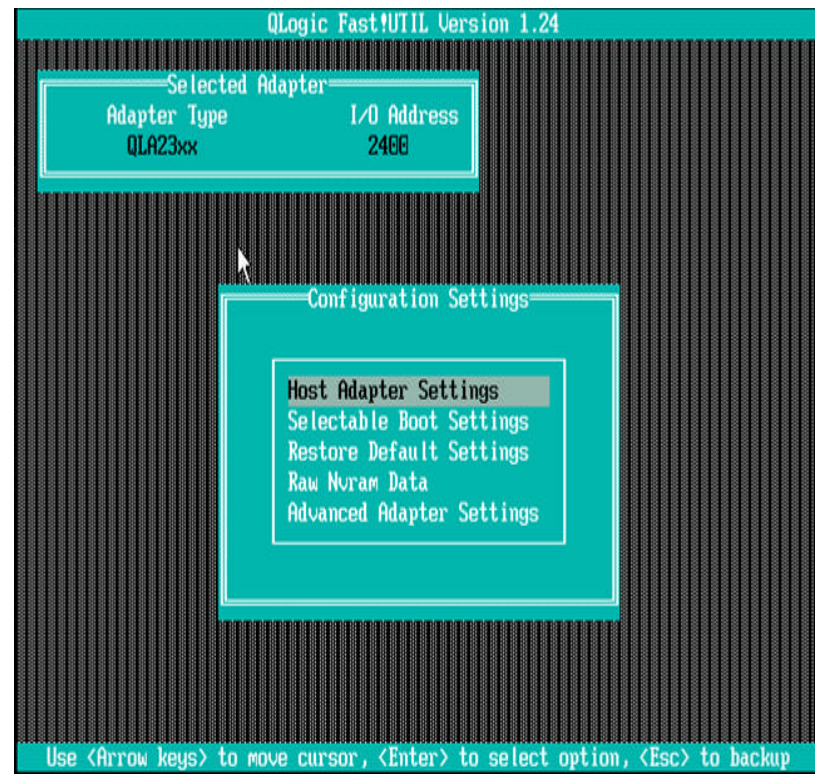 QLogic Fast!UTIL Version 1.24
Selected Adapter
Adapter Type I/O Address
QLA23xx 2400
Configuration Settings
Host Adapter Settings
Selectable Boot Settings
Restore Default Settings
Raw Nvram Data
Advanced Adapter Settings
Use <Arrow keys> to move cursor, <Enter> to select option, <Esc> to backup